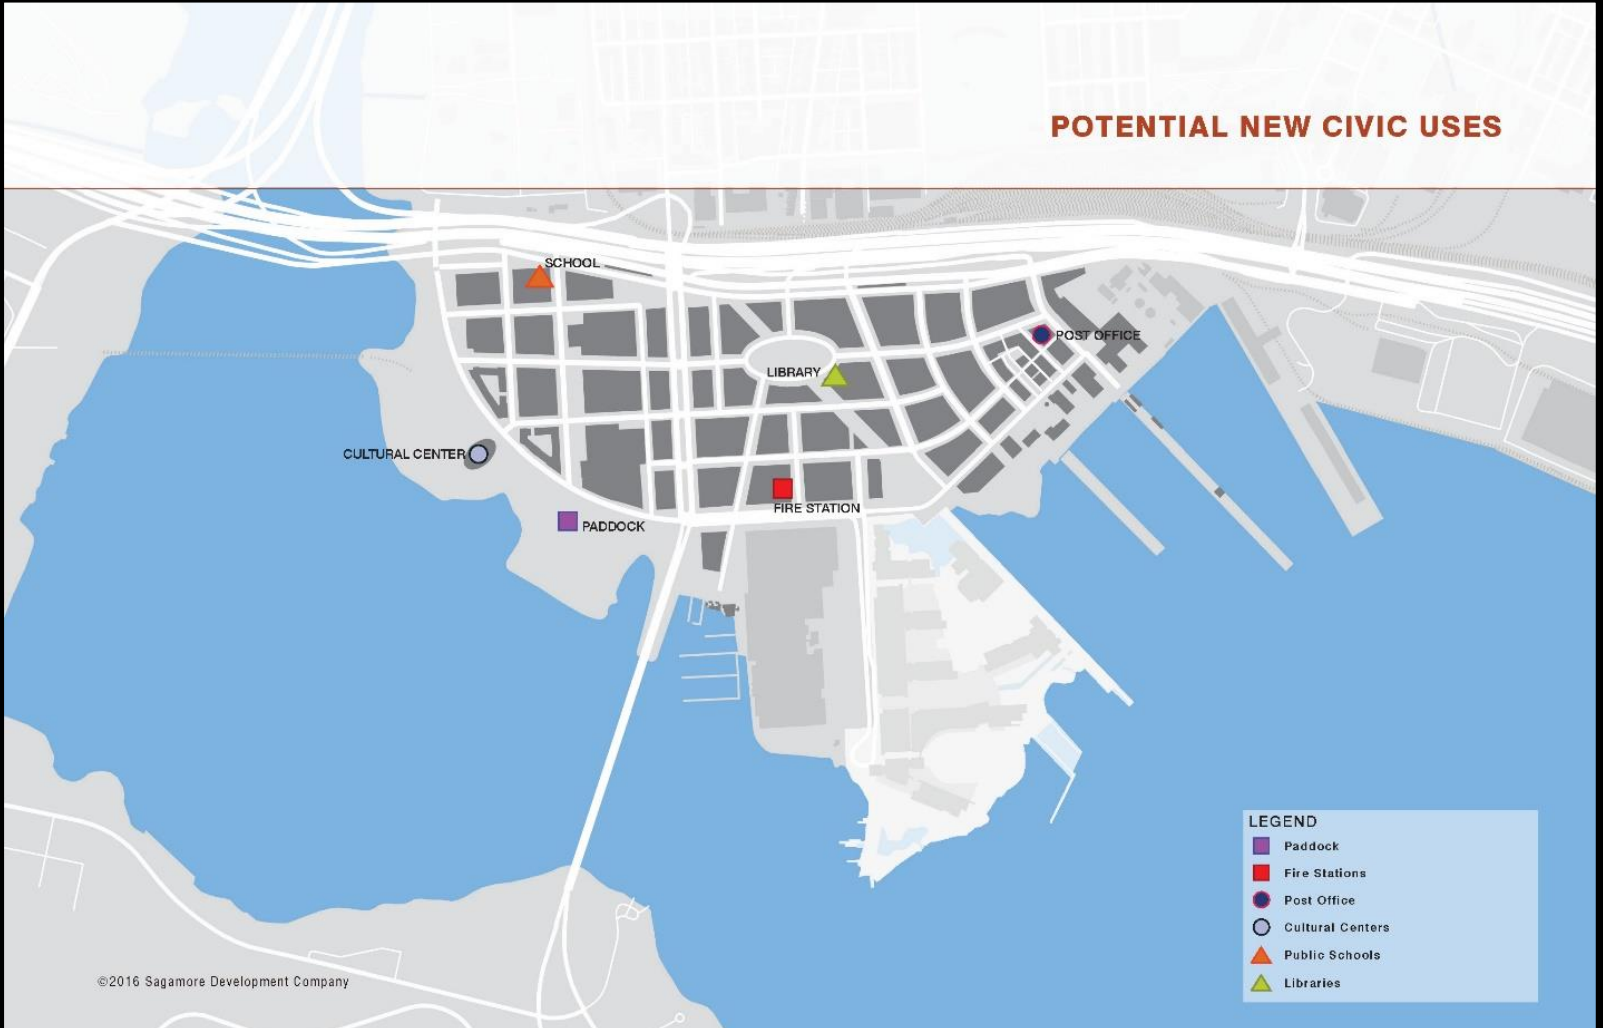 POTENTIAL NEW CIVIC USES
SCHOOL
POST OFFICE
LIBRARY
CULTURAL CENTER
FIRE STATION
PADDOCK
LEGEND
Paddock
Fire Stations
Post Office
Cultural Centers
Public Schools
Libraries
©2016 Sagamore Development Company